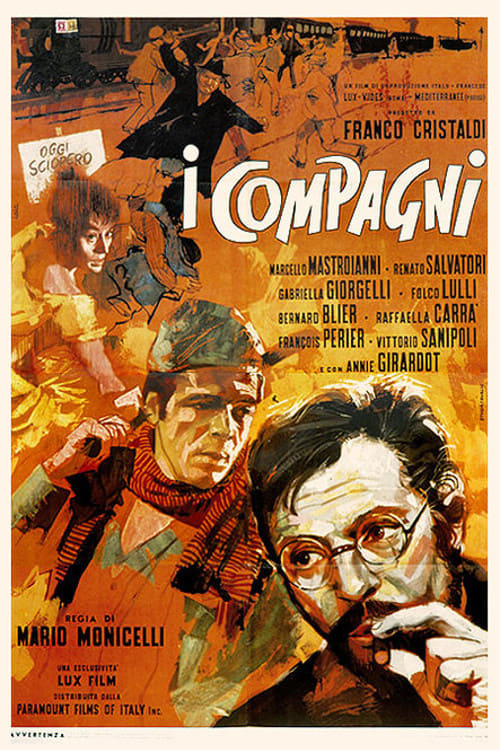 UN FILM DI COPRODUZIONE ITALO-FRANCESE
LUX-VIDES (ROMA) - MEDITERRANEE (PARIGI)
PRODOTTO DA
FRANCO CRISTALDI
OGGI
SCIOPERO
i COMPAGNi
MARCELLO MASTROIANNI · RENATO SALVATORI
GABRIELLA GIORGELLI · FOLCO LULLI
BERNARD BLIER · RAFFAELLA CARRA'
FRANÇOIS PERIER · VITTORIO SANIPOLI
E CON ANNIE GIRARDOT
REGIA DI
MARIO MONICELLI
UNA ESCLUSIVITA'
LUX FILM
DISTRIBUITA DALLA
PARAMOUNT FILMS OF ITALY INC.
AVVERTENZA